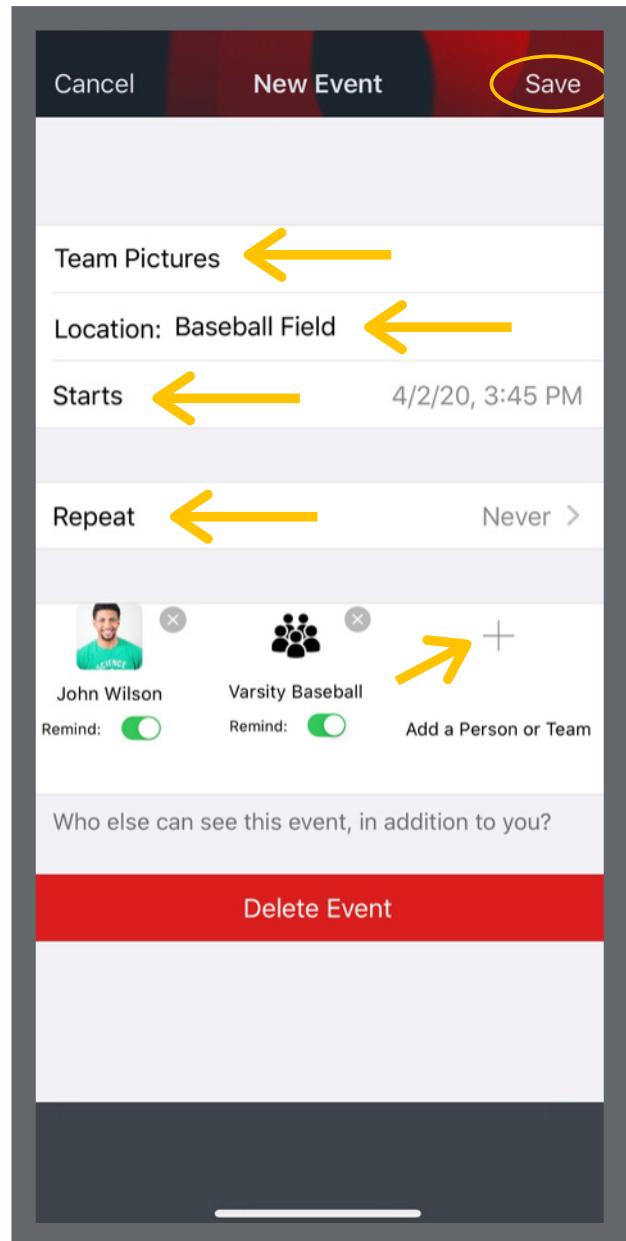 Cancel New Event Save
Team Pictures
Location: Baseball Field
Starts 4/2/20, 3:45 PM
Repeat Never >
SCIENCE
John Wilson Varsity Baseball
Remind: Remind: Add a Person or Team
Who else can see this event, in addition to you?
Delete Event